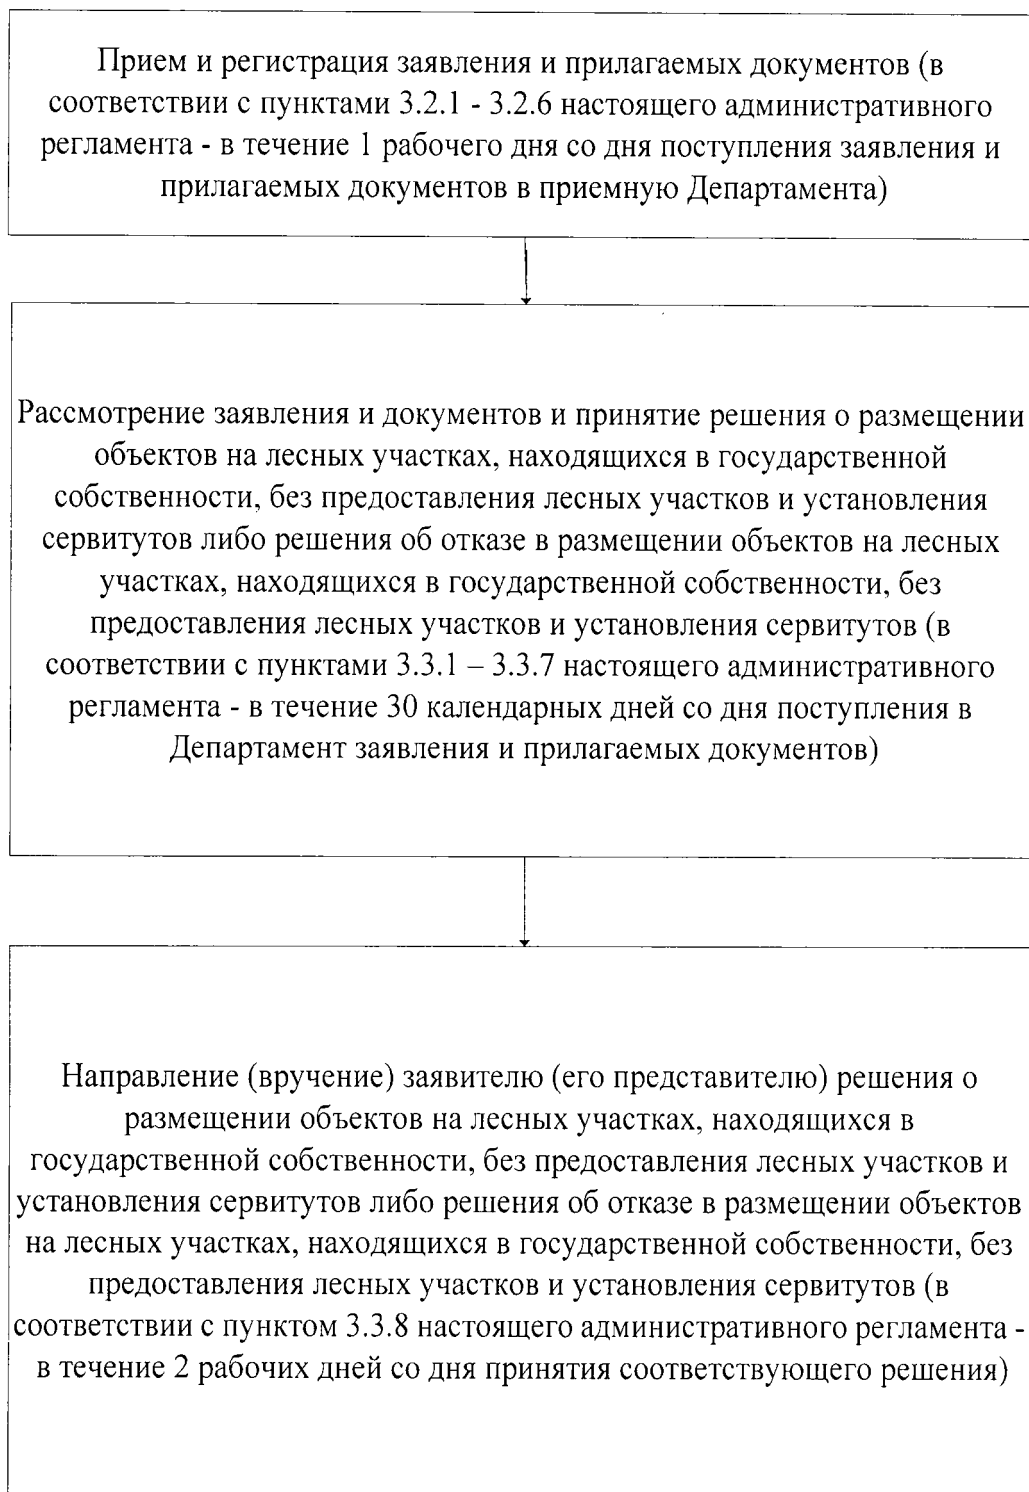 Прием и регистрация заявления и прилагаемых документов (в
соответствии с пунктами 3.2.1 - 3.2.6 настоящего административного
регламента - в течение 1 рабочего дня со дня поступления заявления и
прилагаемых документов в приемную Департамента)
Рассмотрение заявления и документов и принятие решения о размещении
объектов на лесных участках, находящихся в государственной
собственности, без предоставления лесных участков и установления
сервитутов либо решения об отказе в размещении объектов на лесных
участках, находящихся в государственной собственности, без
предоставления лесных участков и установления сервитутов (в
соответствии с пунктами 3.3.1 – 3.3.7 настоящего административного
регламента - в течение 30 календарных дней со дня поступления в
Департамент заявления и прилагаемых документов)
Направление (вручение) заявителю (его представителю) решения о
размещении объектов на лесных участках, находящихся в
государственной собственности, без предоставления лесных участков и
установления сервитутов либо решения об отказе в размещении объектов
на лесных участках, находящихся в государственной собственности, без
предоставления лесных участков и установления сервитутов (в
соответствии с пунктом 3.3.8 настоящего административного регламента -
в течение 2 рабочих дней со дня принятия соответствующего решения)